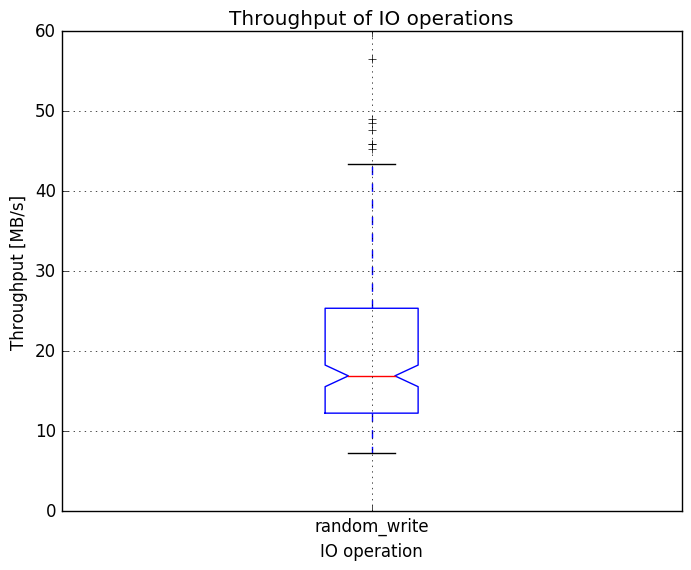 Throughput of IO operations
60
50
40
30
20
10
0
Throughput [MB/s]
random_write
IO operation